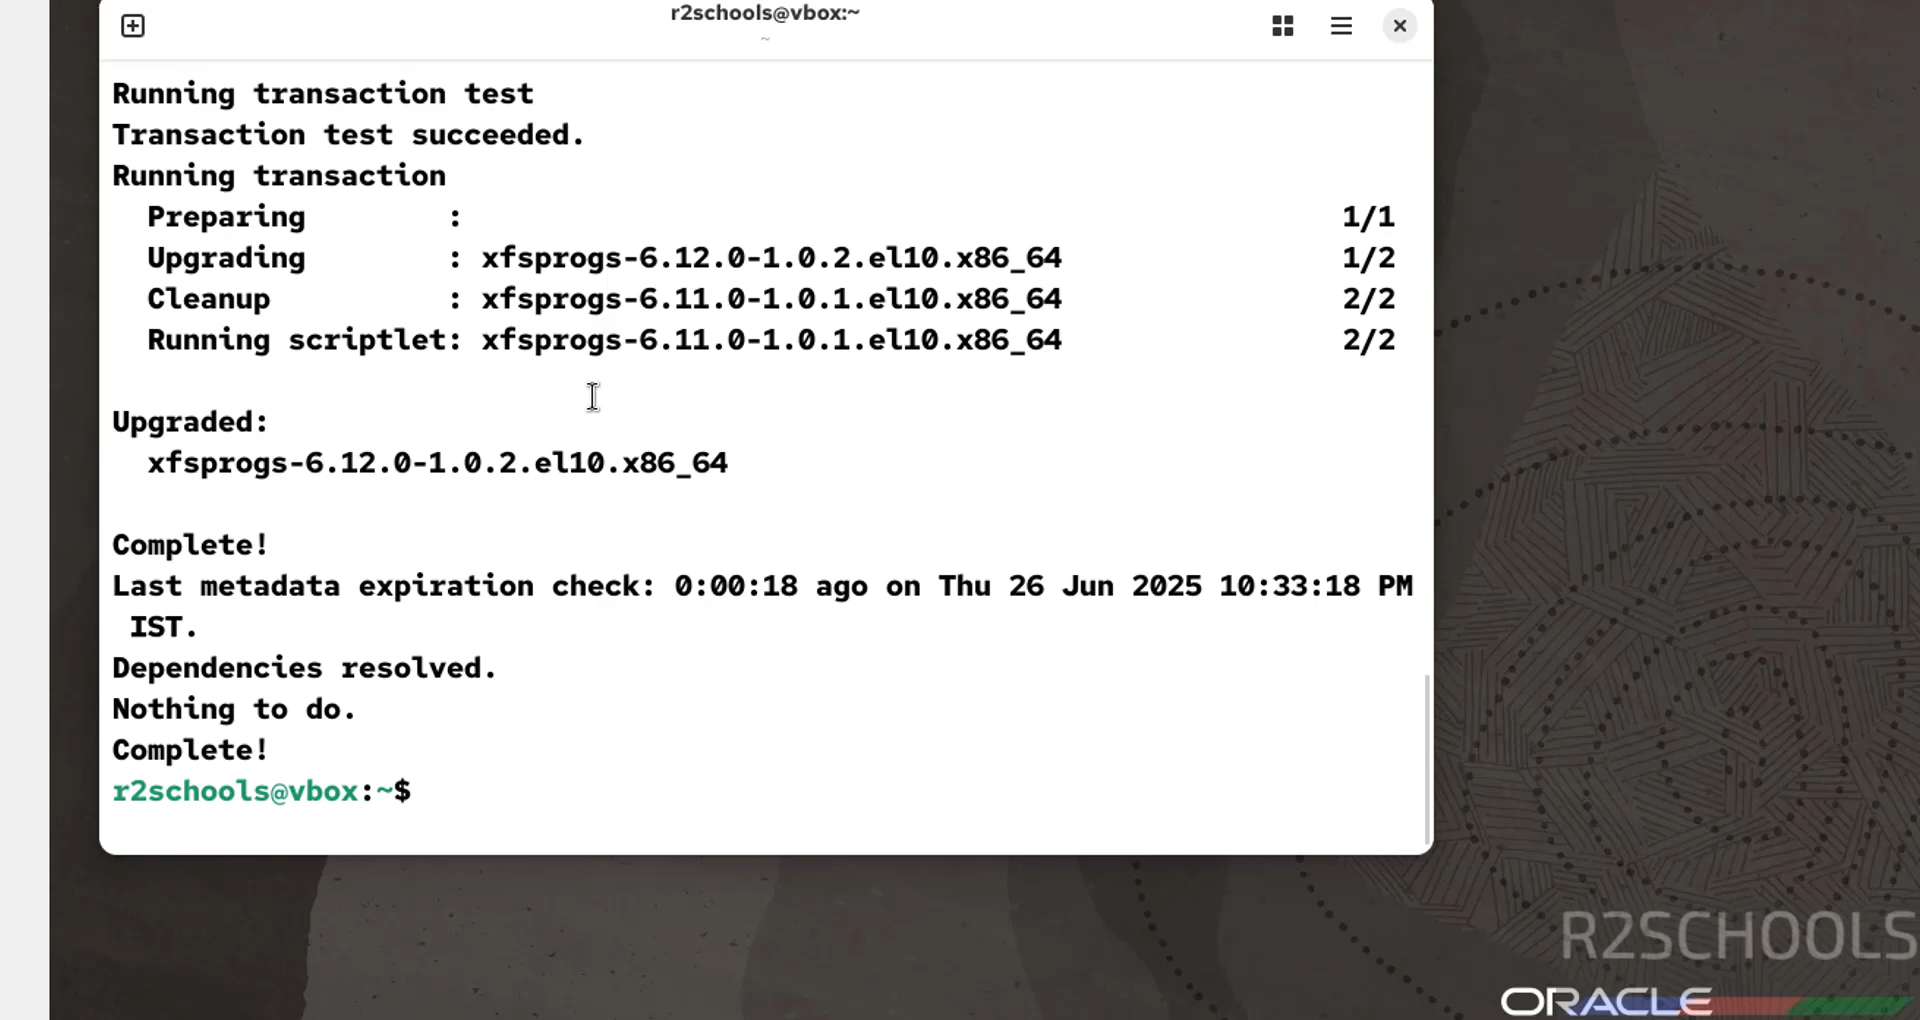 r2schools@vbox:~
~
Running transaction test
Transaction test succeeded.
Running transaction
  Preparing        :                                                  1/1
  Upgrading        : xfsprogs-6.12.0-1.0.2.el10.x86_64                1/2
  Cleanup          : xfsprogs-6.11.0-1.0.1.el10.x86_64                2/2
  Running scriptlet: xfsprogs-6.11.0-1.0.1.el10.x86_64                2/2
Upgraded:
  xfsprogs-6.12.0-1.0.2.el10.x86_64
Complete!
Last metadata expiration check: 0:00:18 ago on Thu 26 Jun 2025 10:33:18 PM
 IST.
Dependencies resolved.
Nothing to do.
Complete!
r2schools@vbox:~$
R2SCHOOLS
ORACLE